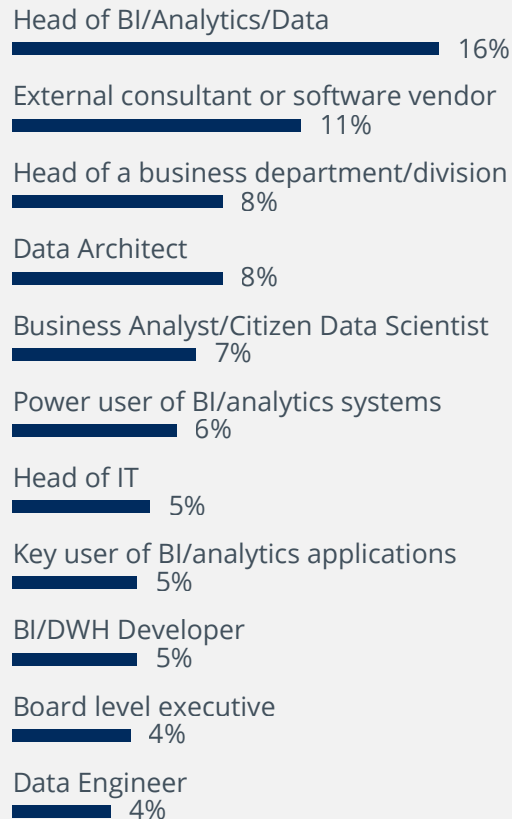 Head of BI/Analytics/Data
16%
External consultant or software vendor
11%
Head of a business department/division
8%
Data Architect
8%
Business Analyst/Citizen Data Scientist
7%
Power user of BI/analytics systems
6%
Head of IT
5%
Key user of BI/analytics applications
5%
BI/DWH Developer
5%
Board level executive
4%
Data Engineer
4%